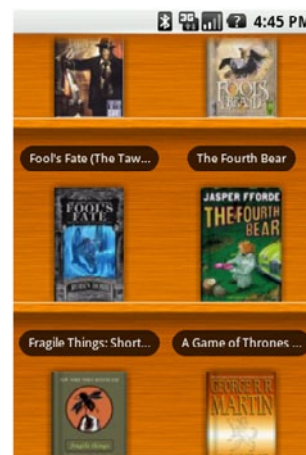 3G
4:45 PM
FOOL'S
Fool's Fate (The Taw...
The Fourth Bear
FOOL'S
FATE
ROBIN HOBB
JASPER FFORDE
THE FOURTH
BEAR
Fragile Things: Short...
A Game of Thrones ...
fragile things
GEORGE R.R.
MARTIN